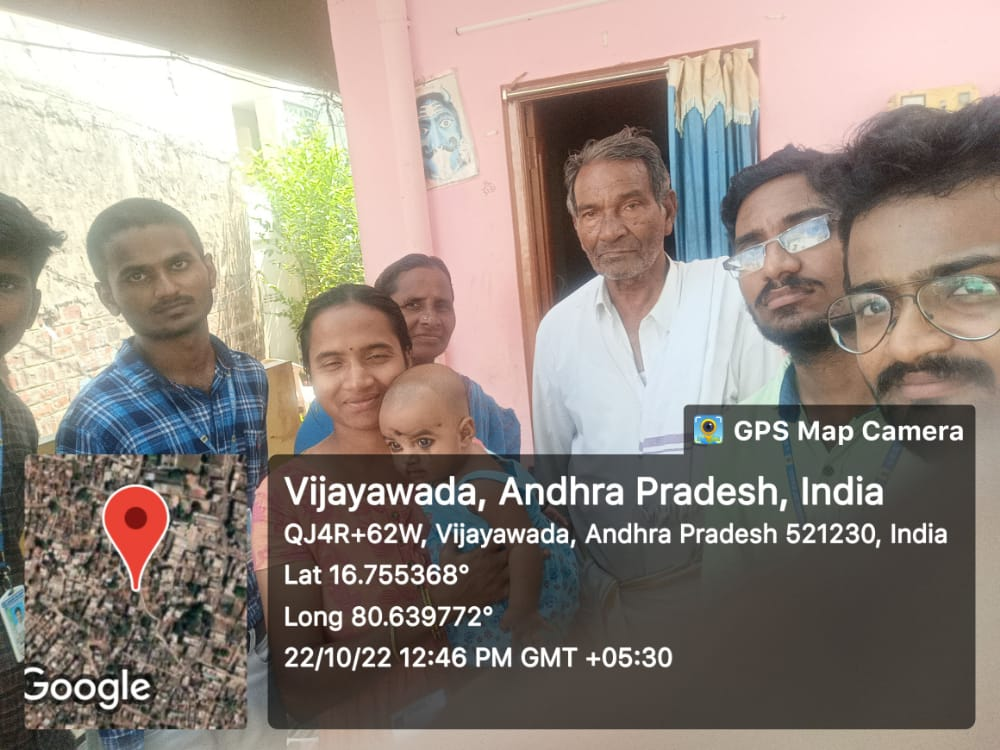 GPS Map Camera
Vijayawada, Andhra Pradesh, India
QJ4R+62W, Vijayawada, Andhra Pradesh 521230, India
Lat 16.755368°
Long 80.639772°
22/10/22 12:46 PM GMT +05:30
Google